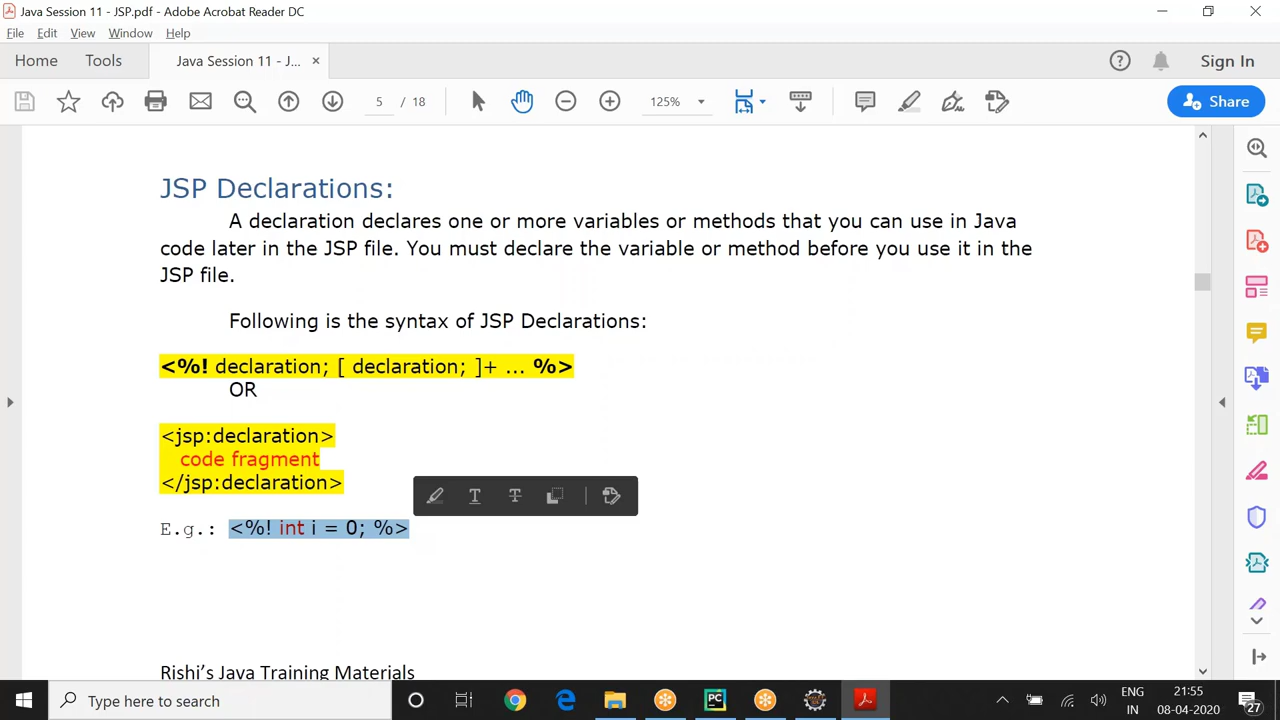 Java Session 11 - JSP.pdf - Adobe Acrobat Reader DC
File Edit View Window Help
Home Tools Java Session 11 - J... × Sign In
5 / 18 125% Share
JSP Declarations:
A declaration declares one or more variables or methods that you can use in Java
code later in the JSP file. You must declare the variable or method before you use it in the
JSP file.
Following is the syntax of JSP Declarations:
<%! declaration; [ declaration; ]+ ... %>
OR
<jsp:declaration>
code fragment
</jsp:declaration>
E.g.: <%! int i = 0; %>
Rishi's Java Training Materials
Type here to search
PC
ENG 21:55
IN 08-04-2020 27